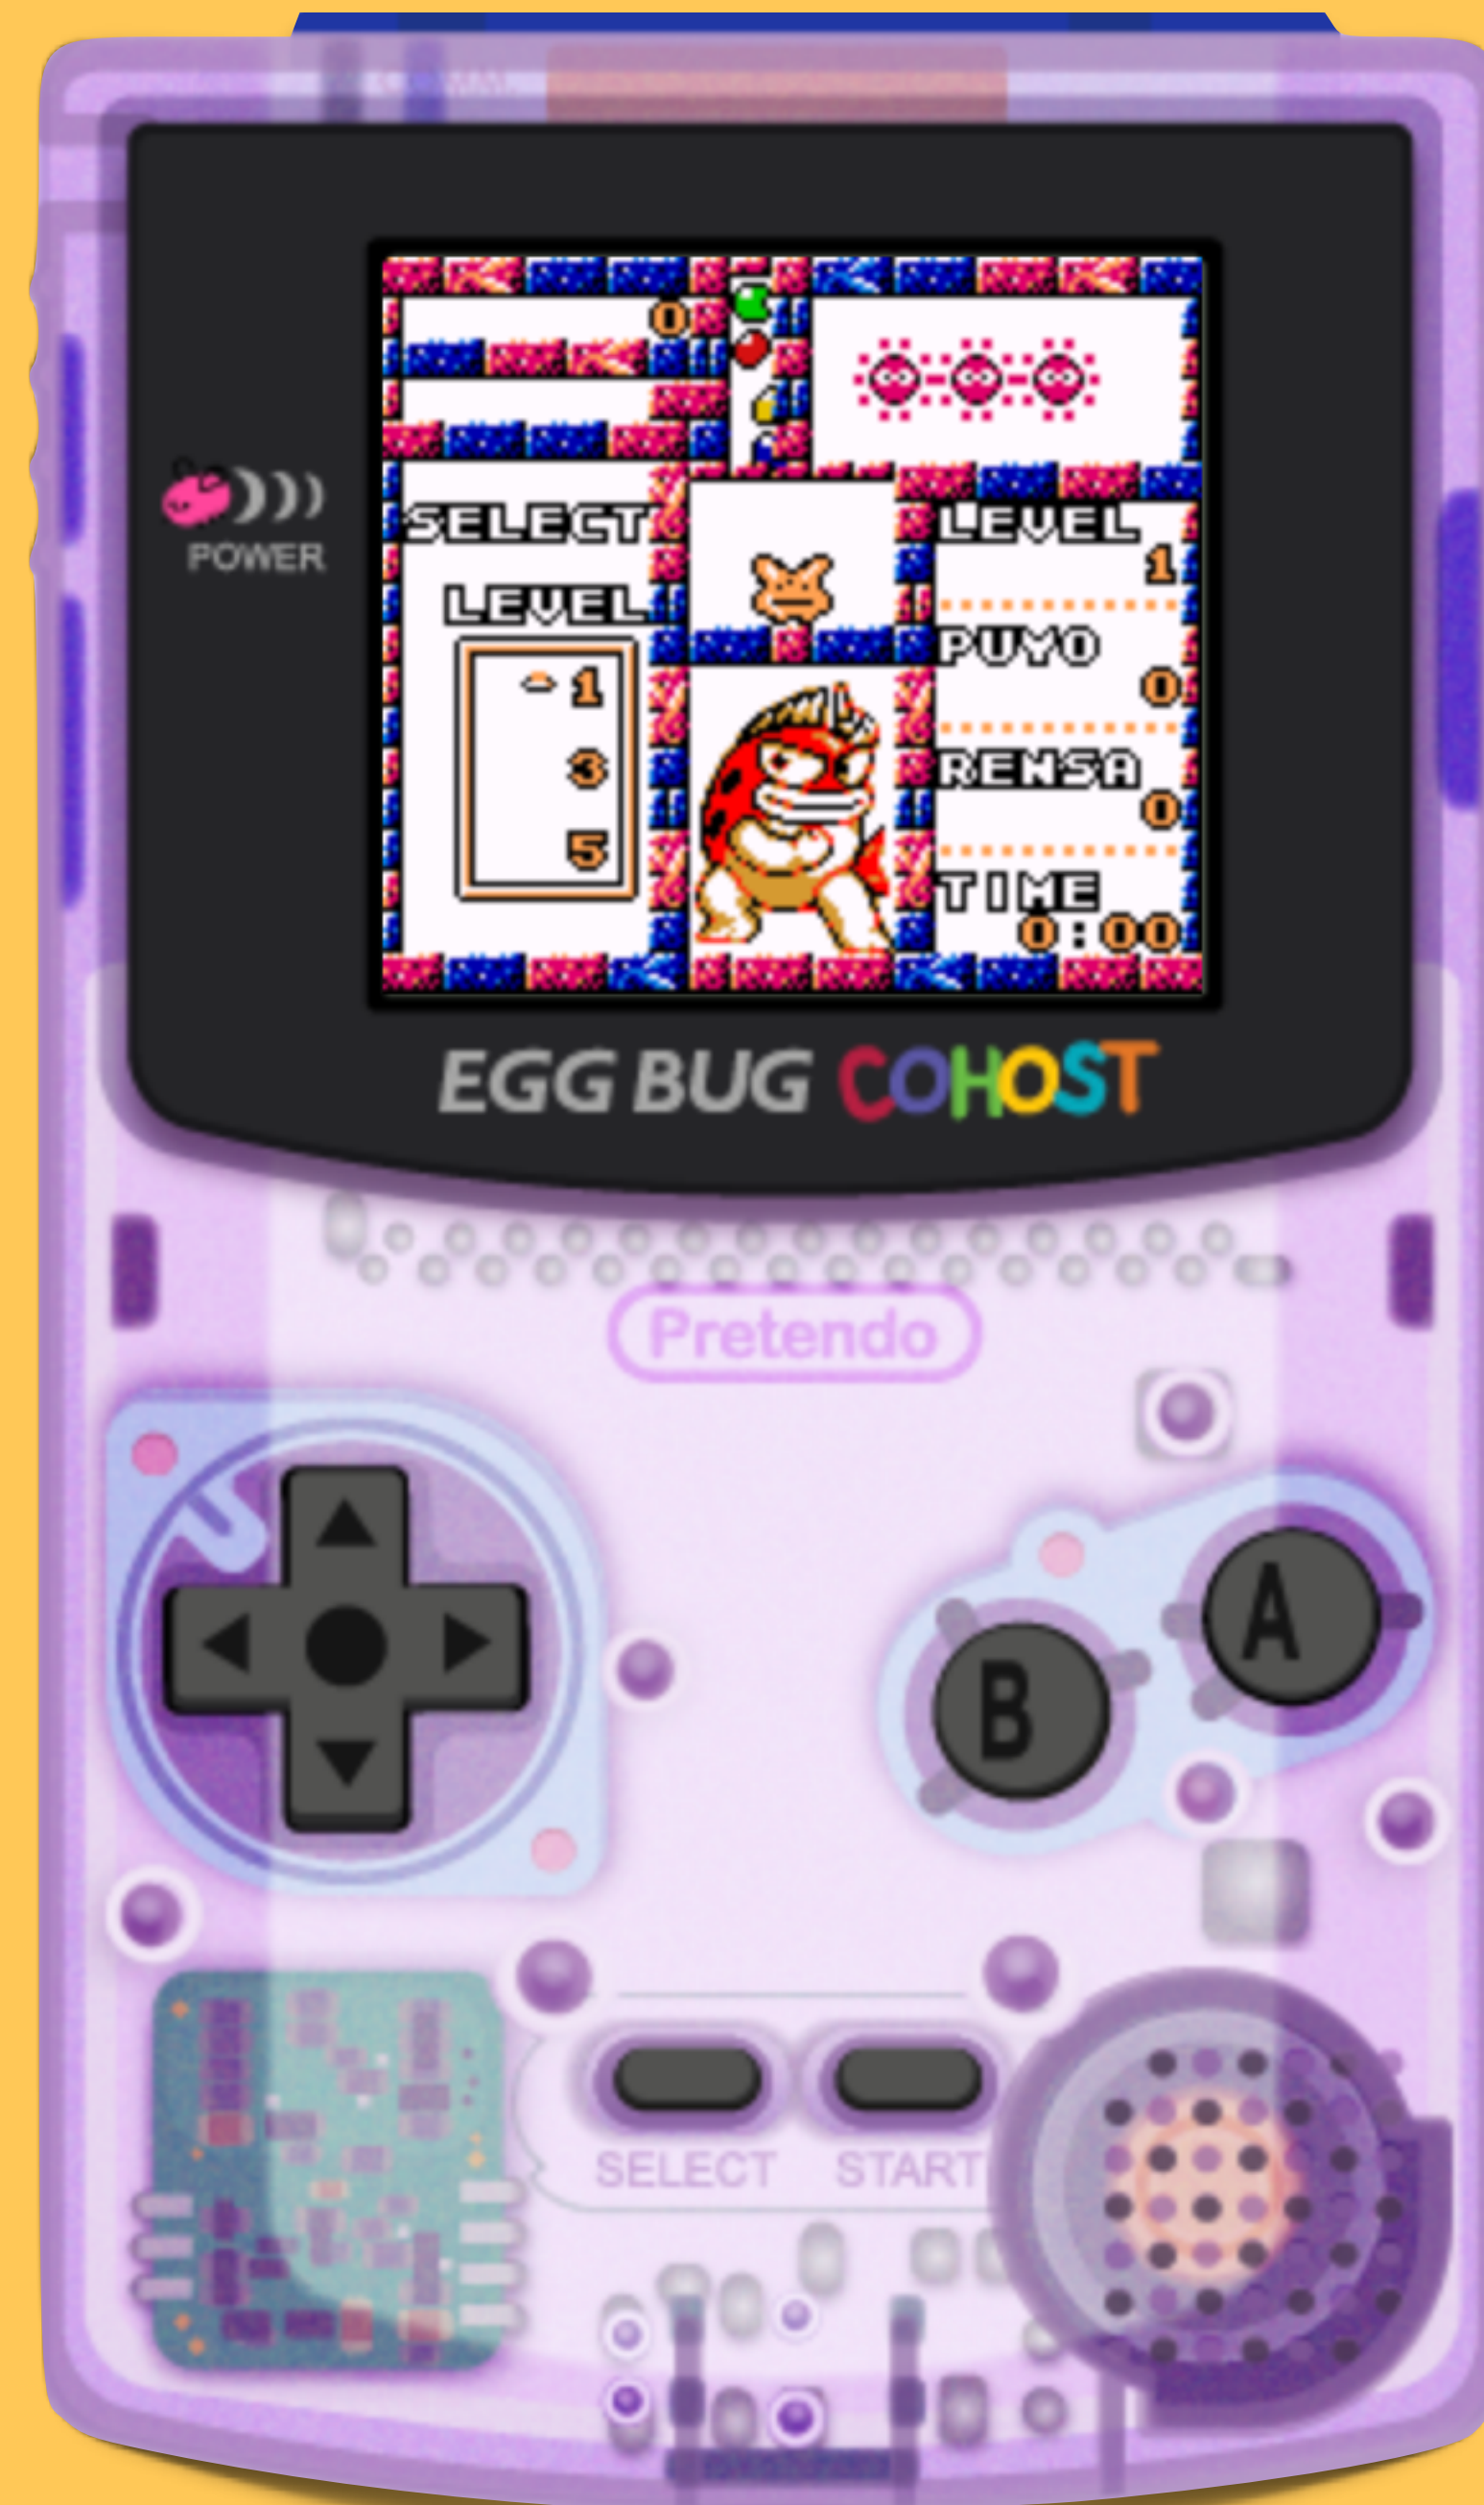 0
SELECT
LEVEL
1
3
5
LEVEL
1
PUYO
0
RENSA
0
TIME
0:00
POWER
EGG BUG COHOST
Pretendo
A
B
SELECT
START